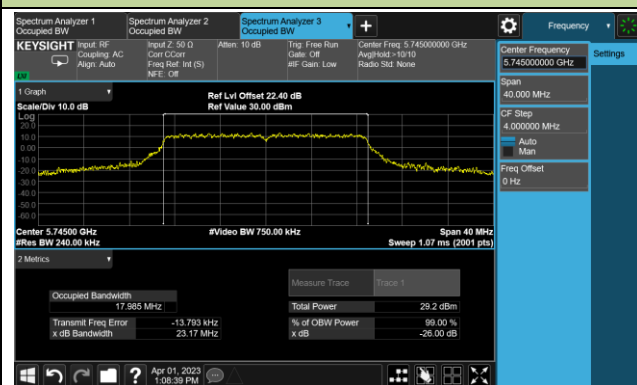 Spectrum Analyzer 1
Occupied BW
Spectrum Analyzer 2
Occupied BW
Spectrum Analyzer 3
Occupied BW
Frequency
KEYSIGHT
Input: RF
Coupling: AC
Align: Auto
Input Z: 50 Ω
Corr CCorr
Freq Ref: Int (S)
NFE: Off
Atten: 10 dB
Trig: Free Run
Gate: Off
#IF Gain: Low
Center Freq: 5.745000000 GHz
Avg|Hold:>10/10
Radio Std: None
Center Frequency
5.745000000 GHz
Settings
Span
40.000 MHz
CF Step
4.000000 MHz
Auto
Man
Freq Offset
0 Hz
1 Graph
Scale/Div 10.0 dB
Ref Lvl Offset 22.40 dB
Ref Value 30.00 dBm
Log
20.0
10.0
0.00
-10.0
-20.0
-30.0
-40.0
-50.0
-60.0
Center 5.74500 GHz
#Res BW 240.00 kHz
#Video BW 750.00 kHz
Span 40 MHz
Sweep 1.07 ms (2001 pts)
2 Metrics
Measure Trace
Trace 1
Occupied Bandwidth
17.985 MHz
Total Power
29.2 dBm
Transmit Freq Error
-13.793 kHz
% of OBW Power
99.00 %
x dB Bandwidth
23.17 MHz
x dB
-26.00 dB
Apr 01, 2023
1:08:39 PM